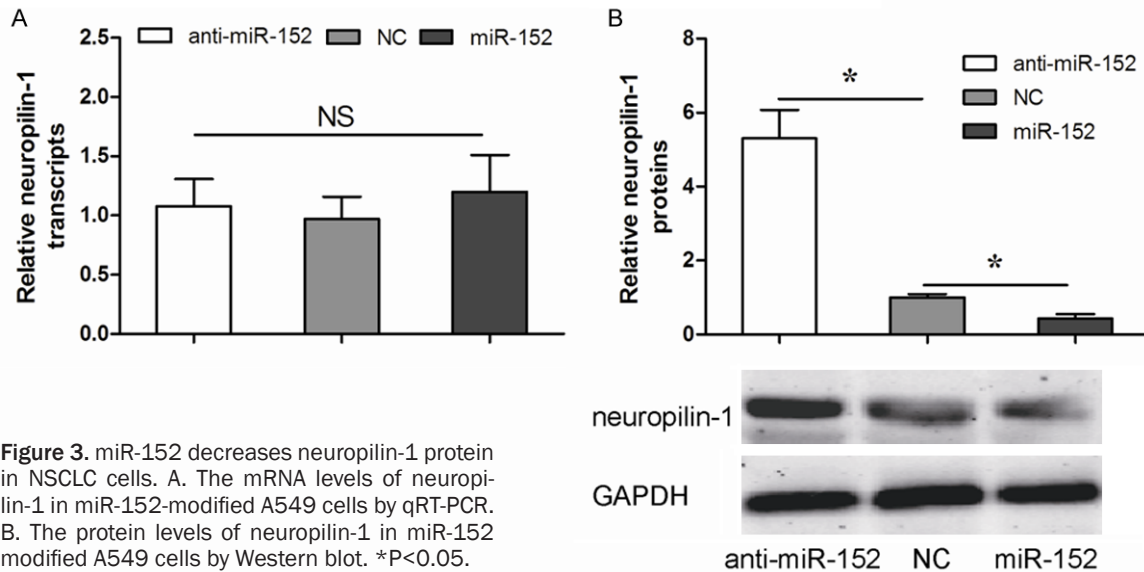 A
2.5
2.0
1.5
1.0
0.5
0.0
Relative neuropilin-1
transcripts
anti-miR-152 NC miR-152
NS
B
8
6
4
2
0
Relative neuropilin-1
proteins
anti-miR-152
NC
miR-152
*
*
neuropilin-1
GAPDH
anti-miR-152 NC miR-152
Figure 3. miR-152 decreases neuropilin-1 protein
in NSCLC cells. A. The mRNA levels of neuropi-
lin-1 in miR-152-modified A549 cells by qRT-PCR.
B. The protein levels of neuropilin-1 in miR-152
modified A549 cells by Western blot. *P<0.05.